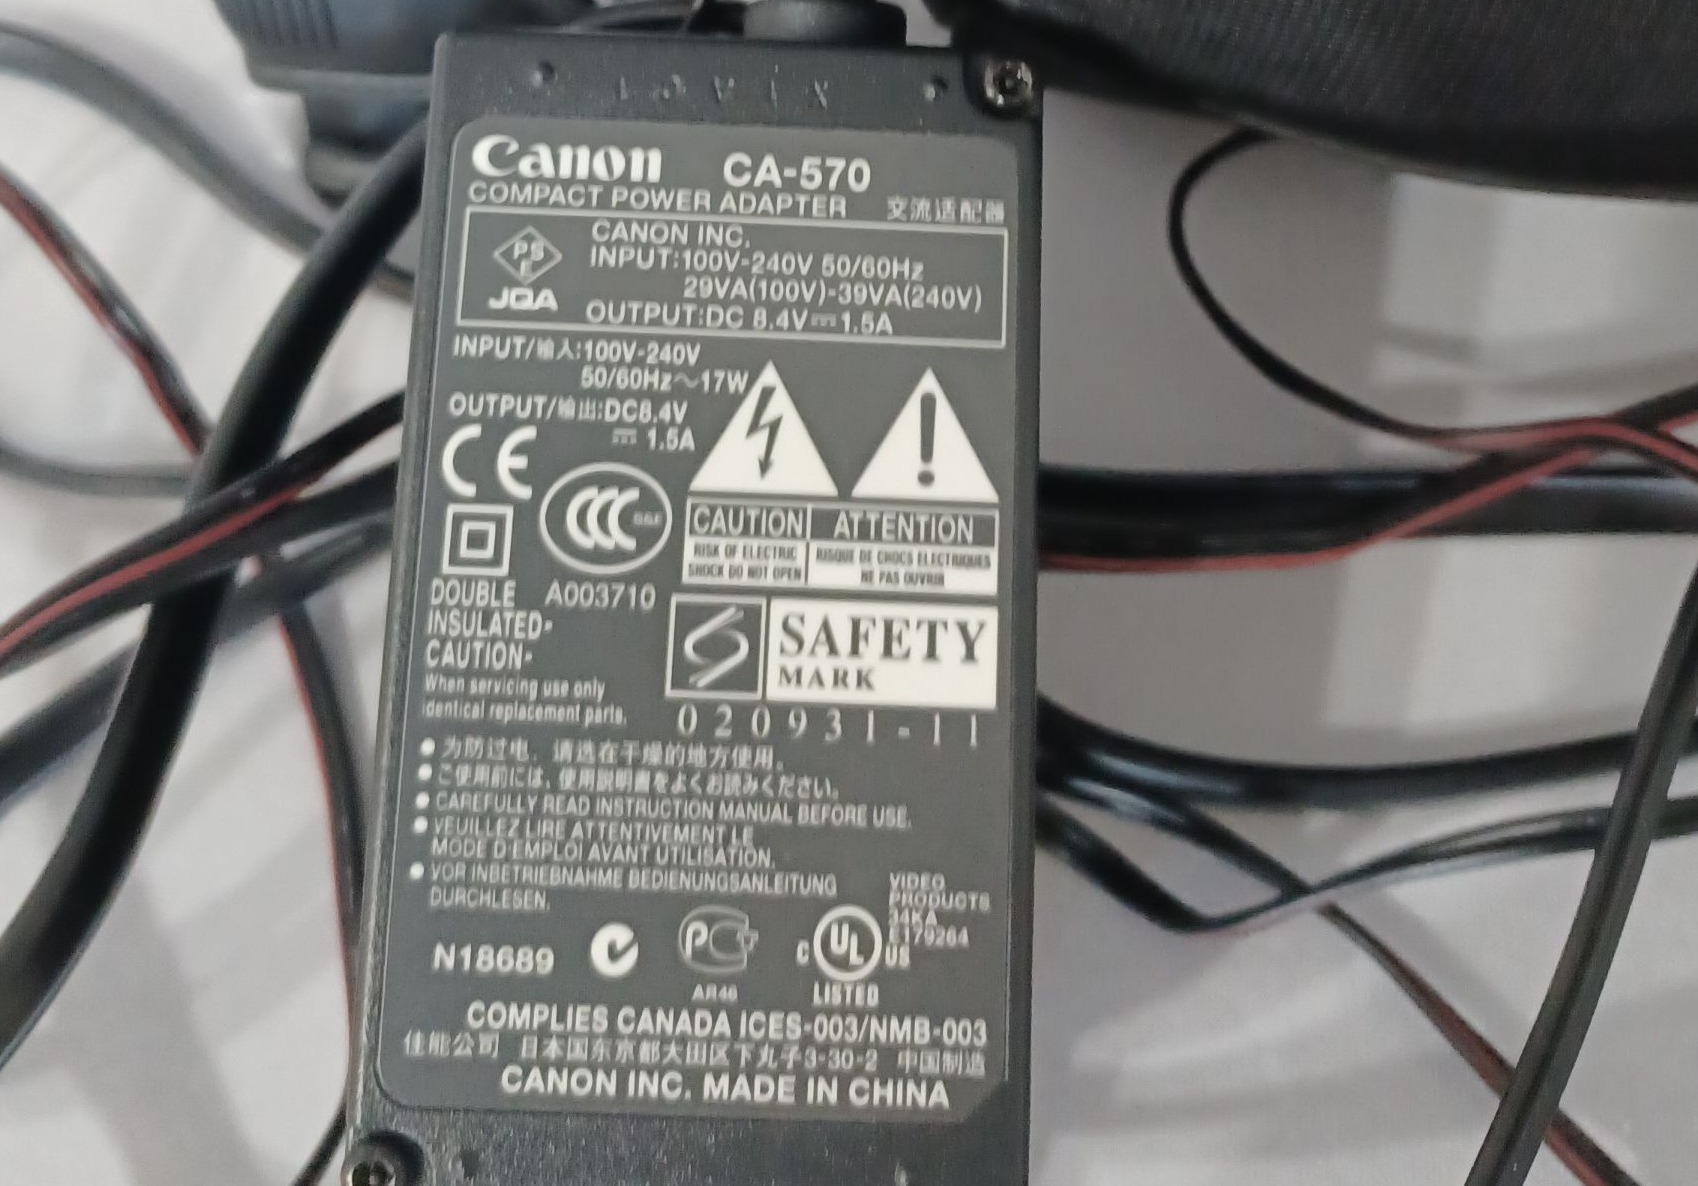 Canon CA-570
COMPACT POWER ADAPTER 交流适配器
PS
E
JQA
CANON INC.
INPUT:100V-240V 50/60Hz
29VA(100V)-39VA(240V)
OUTPUT:DC 8.4V⎓1.5A
INPUT/输入:100V-240V
50/60Hz～17W
OUTPUT/输出:DC8.4V
⎓ 1.5A
CE
CCC S&E
A003710
DOUBLE
INSULATED-
CAUTION-
When servicing use only
identical replacement parts.
CAUTION ATTENTION
RISK OF ELECTRIC
SHOCK DO NOT OPEN
RISQUE DE CHOCS ELECTRIQUES
NE PAS OUVRIR
SAFETY
MARK
020931-11
● 为防过电，请选在干燥的地方使用。
● ご使用前には、使用説明書をよくお読みください。
● CAREFULLY READ INSTRUCTION MANUAL BEFORE USE.
● VEUILLEZ LIRE ATTENTIVEMENT LE
MODE D'EMPLOI AVANT UTILISATION.
● VOR INBETRIEBNAHME BEDIENUNGSANLEITUNG
DURCHLESEN.
VIDEO
PRODUCTS
34KA
E179264
N18689
PC
AR46
C UL US
LISTED
COMPLIES CANADA ICES-003/NMB-003
佳能公司 日本国东京都大田区下丸子3-30-2 中国制造
CANON INC. MADE IN CHINA